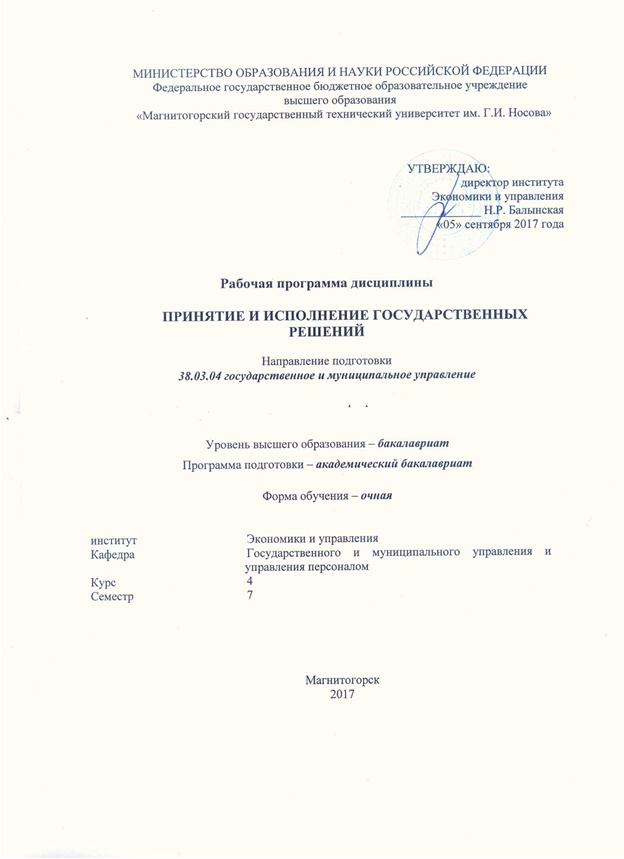 МИНИСТЕРСТВО ОБРАЗОВАНИЯ И НАУКИ РОССИЙСКОЙ ФЕДЕРАЦИИ
Федеральное государственное бюджетное образовательное учреждение
высшего образования
«Магнитогорский государственный технический университет им. Г.И. Носова»
УТВЕРЖДАЮ:
директор института
Экономики и управления
Н.Р. Балынская
«05» сентября 2017 года
Рабочая программа дисциплины
ПРИНЯТИЕ И ИСПОЛНЕНИЕ ГОСУДАРСТВЕННЫХ
РЕШЕНИЙ
Направление подготовки
38.03.04 государственное и муниципальное управление
Уровень высшего образования – бакалавриат
Программа подготовки – академический бакалавриат
Форма обучения – очная
институт Экономики и управления
Кафедра Государственного и муниципального управления и
управления персоналом
Курс 4
Семестр 7
Магнитогорск
2017